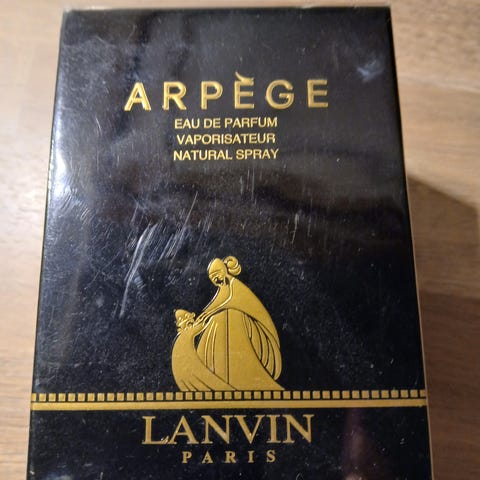 ARPÈGE
EAU DE PARFUM
VAPORISATEUR
NATURAL SPRAY
LANVIN
PARIS